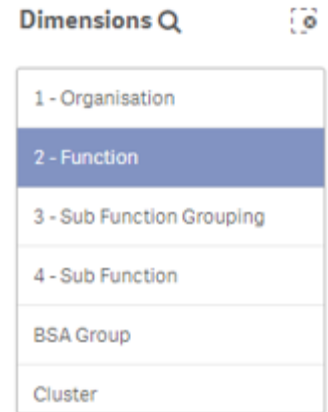 Dimensions
1 - Organisation
2 - Function
3 - Sub Function Grouping
4 - Sub Function
BSA Group
Cluster